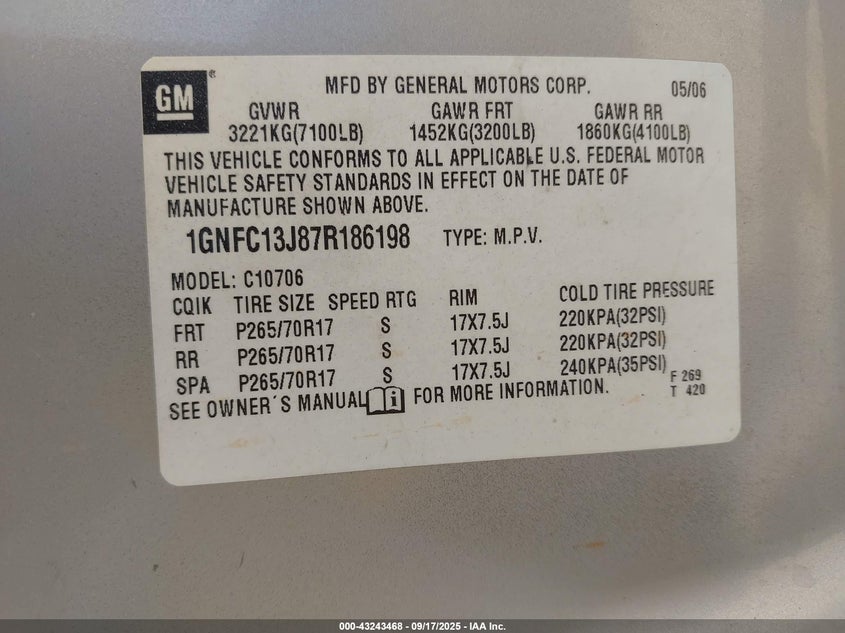 GM®
MFD BY GENERAL MOTORS CORP. 05/06
GVWR GAWR FRT GAWR RR
3221KG(7100LB) 1452KG(3200LB) 1860KG(4100LB)
THIS VEHICLE CONFORMS TO ALL APPLICABLE U.S. FEDERAL MOTOR
VEHICLE SAFETY STANDARDS IN EFFECT ON THE DATE OF
MANUFACTURE SHOWN ABOVE.
1GNFC13J87R186198 TYPE: M.P.V.
MODEL: C10706
CQIK TIRE SIZE SPEED RTG RIM COLD TIRE PRESSURE
FRT P265/70R17 S 17X7.5J 220KPA(32PSI)
RR P265/70R17 S 17X7.5J 220KPA(32PSI)
SPA P265/70R17 S 17X7.5J 240KPA(35PSI)
F 269
T 420
SEE OWNER´S MANUAL FOR MORE INFORMATION.
000-43243468 - 09/17/2025 - IAA Inc.